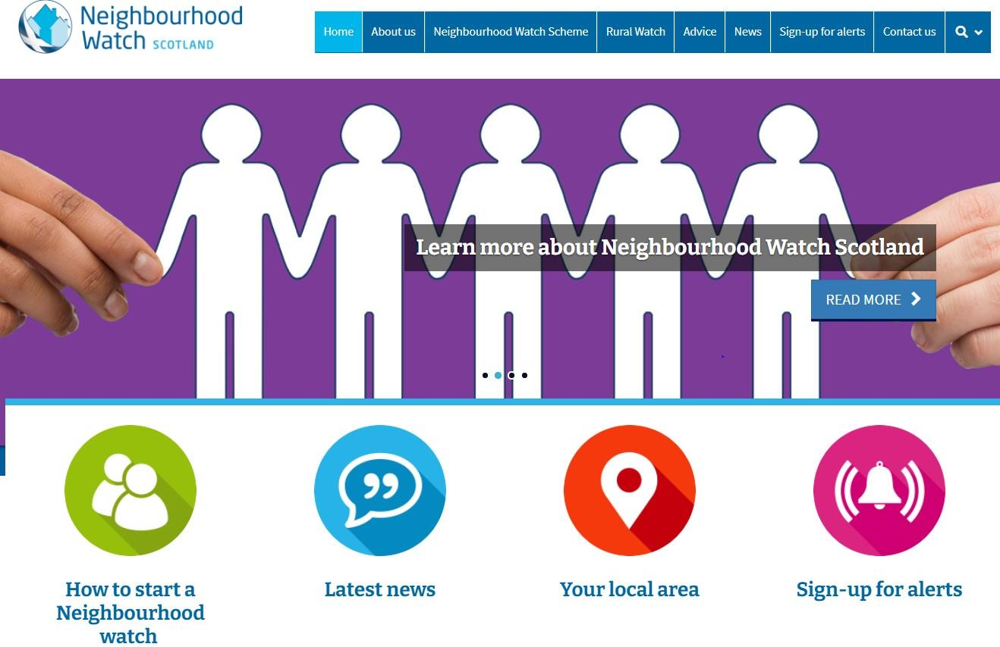 Neighbourhood
Watch SCOTLAND
Home About us Neighbourhood Watch Scheme Rural Watch Advice News Sign-up for alerts Contact us
Learn more about Neighbourhood Watch Scotland
READ MORE
How to start a
Neighbourhood
watch
Latest news
Your local area
Sign-up for alerts